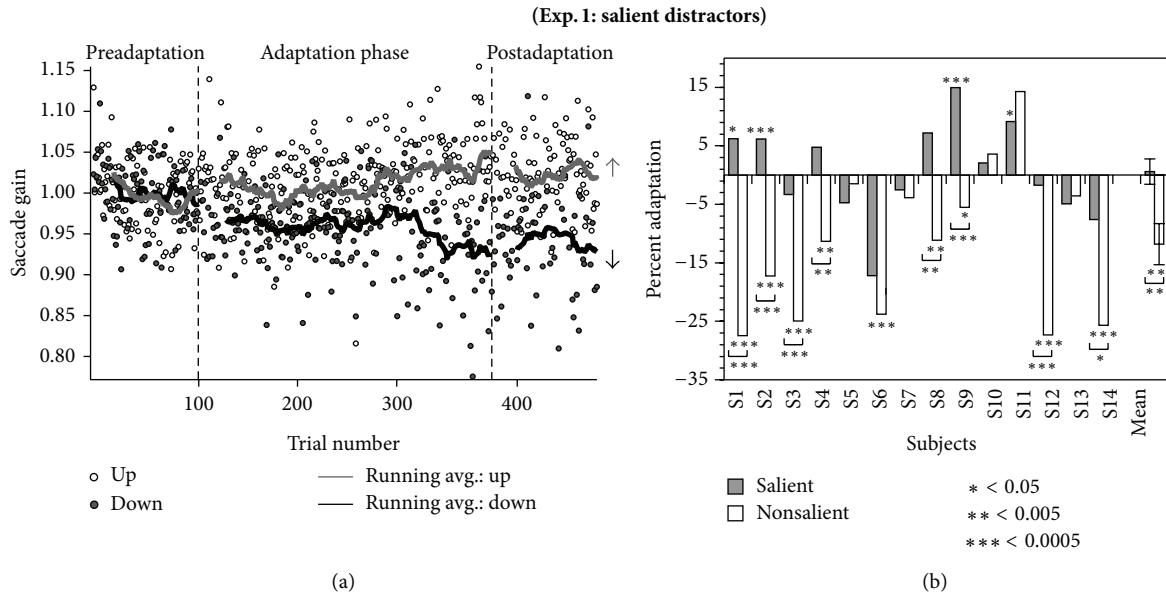 (Exp. 1: salient distractors)
Preadaptation Adaptation phase Postadaptation
Saccade gain
1.15
1.10
1.05
1.00
0.95
0.90
0.85
0.80
100 200 300 400
Trial number
Up
Down
Running avg.: up
Running avg.: down
(a)
Percent adaptation
15
5
−5
−15
−25
−35
* *** *** *
** ** * ***
*** *** ** **
*** *** *** *** **
*** *** *** * **
S1 S2 S3 S4 S5 S6 S7 S8 S9 S10 S11 S12 S13 S14 Mean
Subjects
Salient
Nonsalient
* < 0.05
** < 0.005
*** < 0.0005
(b)